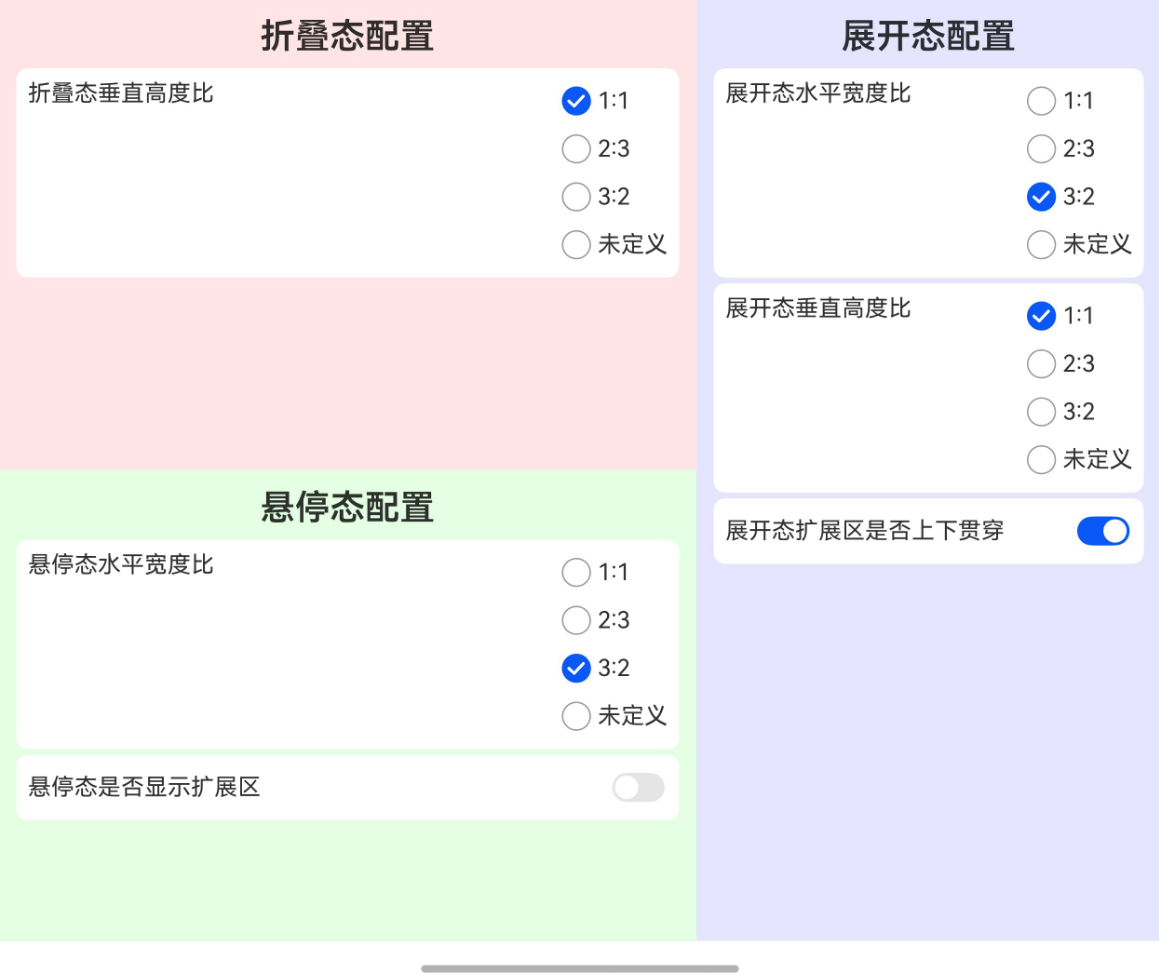 折叠态配置
折叠态垂直高度比
1:1
2:3
3:2
未定义
悬停态配置
悬停态水平宽度比
1:1
2:3
3:2
未定义
悬停态是否显示扩展区
展开态配置
展开态水平宽度比
1:1
2:3
3:2
未定义
展开态垂直高度比
1:1
2:3
3:2
未定义
展开态扩展区是否上下贯穿